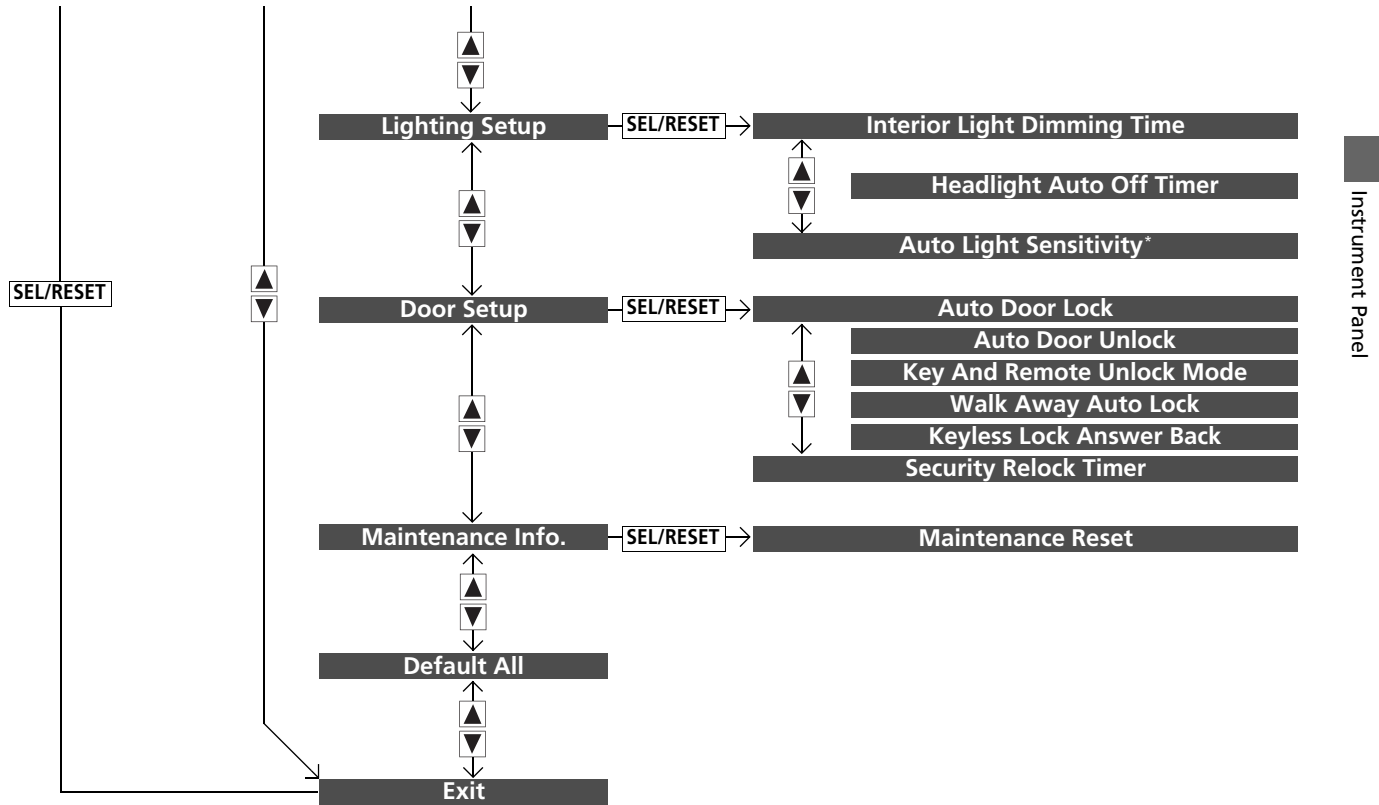 Lighting Setup
SEL/RESET
Interior Light Dimming Time
Headlight Auto Off Timer
Auto Light Sensitivity*
SEL/RESET
Door Setup
SEL/RESET
Auto Door Lock
Auto Door Unlock
Key And Remote Unlock Mode
Walk Away Auto Lock
Keyless Lock Answer Back
Security Relock Timer
Maintenance Info.
SEL/RESET
Maintenance Reset
Default All
Exit
Instrument Panel